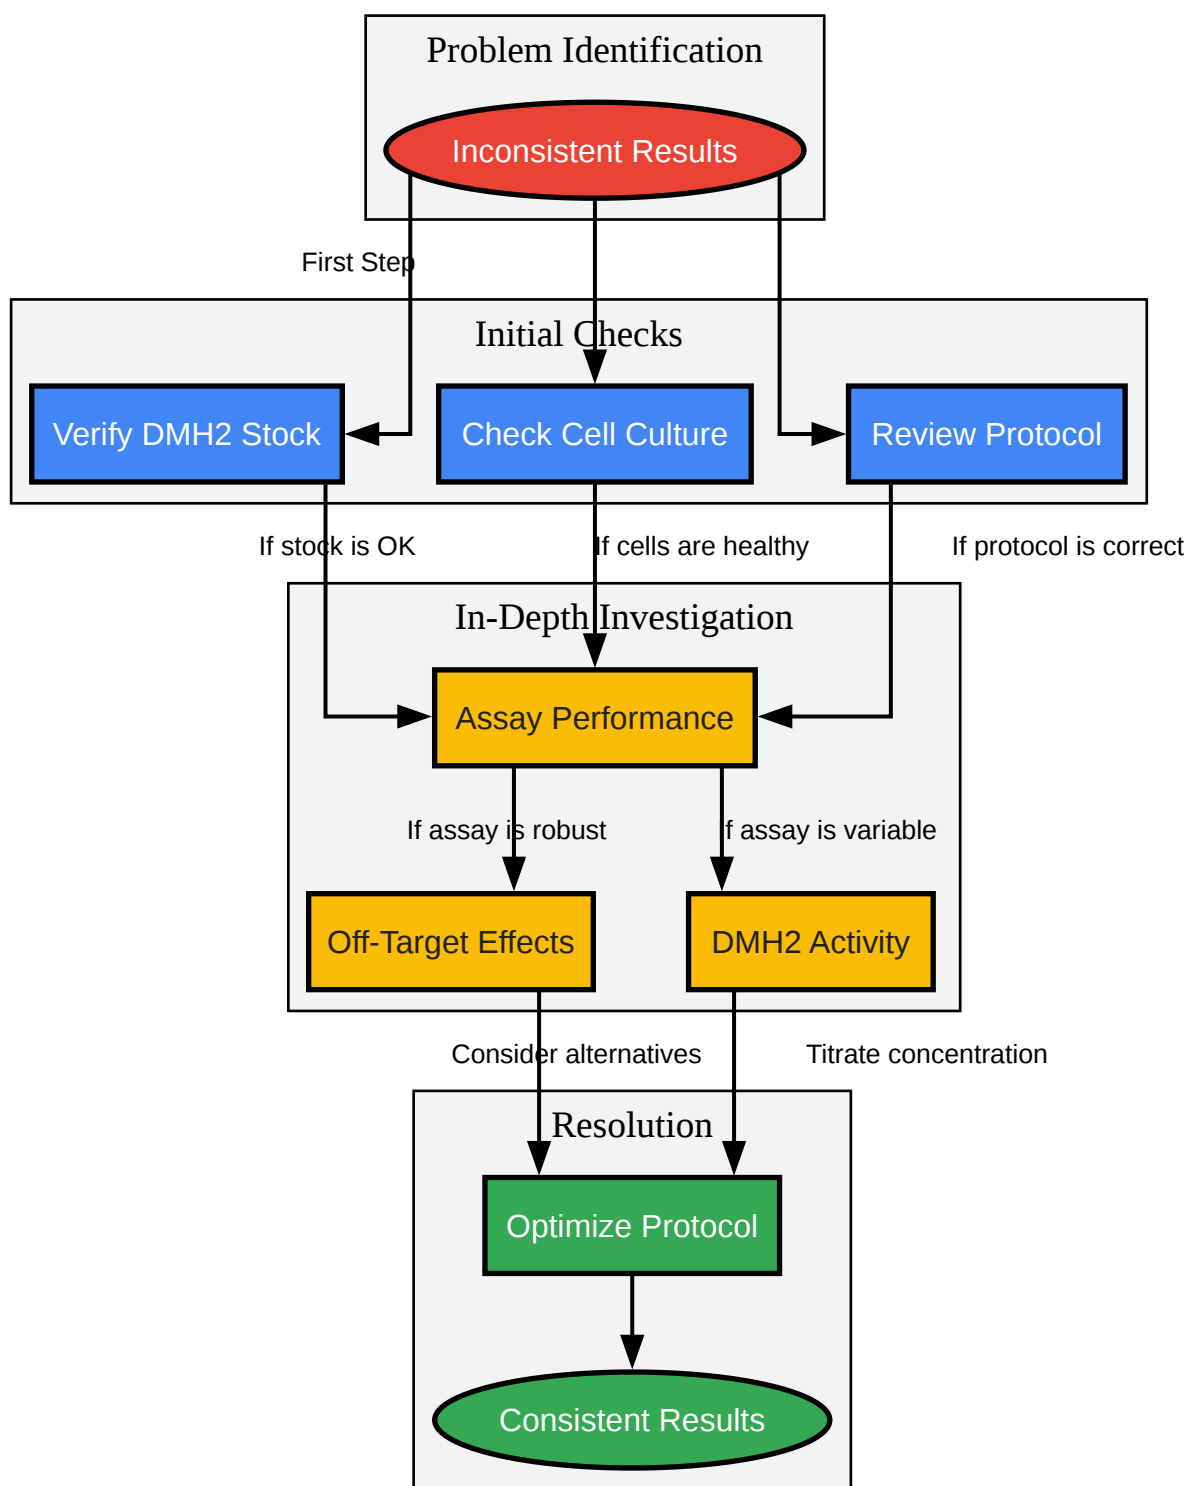 Problem Identification
Inconsistent Results
First Step
Initial Checks
Verify DMH2 Stock
Check Cell Culture
Review Protocol
If stock is OK
If cells are healthy
If protocol is correct
In-Depth Investigation
Assay Performance
If assay is robust
If assay is variable
Off-Target Effects
DMH2 Activity
Consider alternatives
Titrate concentration
Resolution
Optimize Protocol
Consistent Results